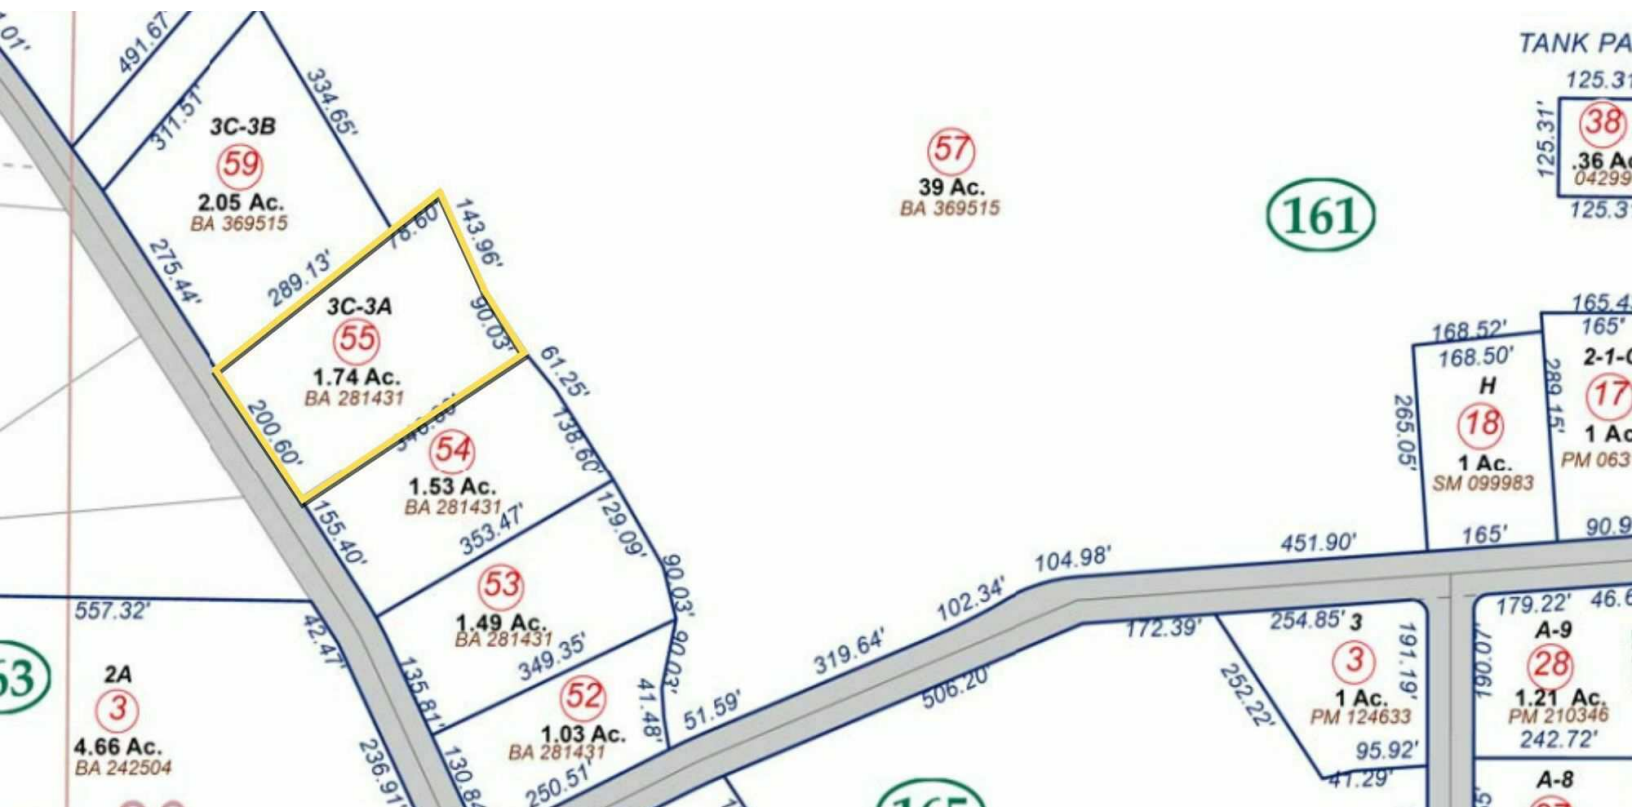 .01'
491.67'
311.51'
334.65'
3C-3B
59
2.05 Ac.
BA 369515
275.44'
289.13'
143.96'
90.03'
3C-3A
55
1.74 Ac.
BA 281431
200.60'
61.25'
138.60'
54
1.53 Ac.
BA 281431
155.40'
353.47'
129.09'
90.03'
53
1.49 Ac.
BA 281431
349.35'
135.81'
90.03'
41.48'
52
1.03 Ac.
BA 281431
250.51'
51.59'
319.64'
102.34'
104.98'
451.90'
506.20'
172.39'
57
39 Ac.
BA 369515
161
TANK PA
125.31'
125.31'
38
.36 Ac
04299
125.31
168.52'
168.50'
H
18
1 Ac.
SM 099983
265.05'
289.15'
165'
165.4
165'
2-1-
17
1 Ac
PM 063
90.9
254.85'
3
3
1 Ac.
PM 124633
191.19'
252.22'
95.92'
41.29'
179.22'
46.6
A-9
28
1.21 Ac.
PM 210346
190.07'
242.72'
A-8
557.32'
42.47'
63
2A
3
4.66 Ac.
BA 242504
236.91'
130.84
165